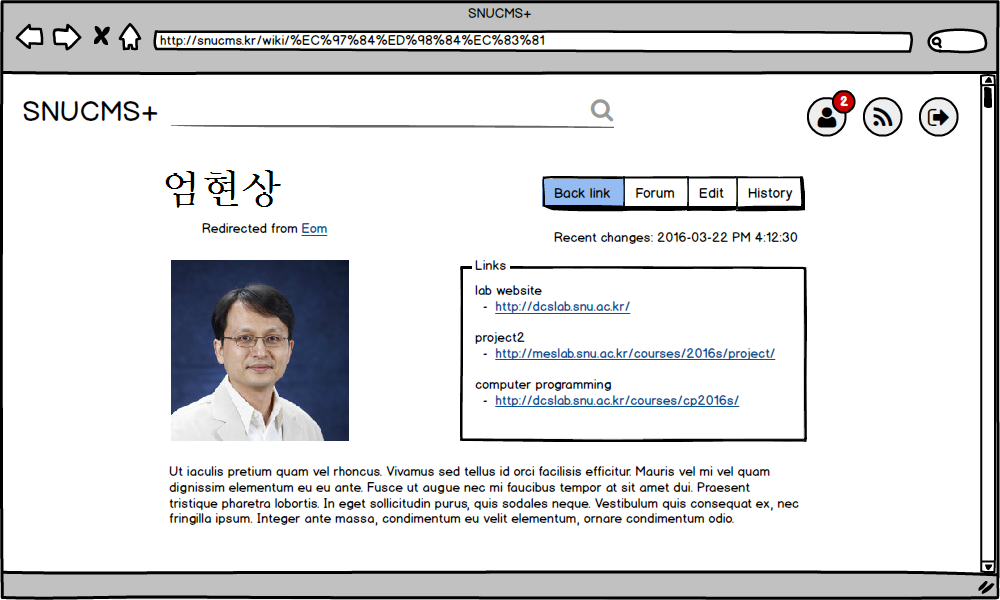 SNUCMS+
http://snucms.kr/wiki/%EC%97%84%ED%98%84%EC%83%81
SNUCMS+
2
엄현상
Back link Forum Edit History
Redirected from Eom
Recent changes: 2016-03-22 PM 4:12:30
Links
lab website
- http://dcslab.snu.ac.kr/
project2
- http://meslab.snu.ac.kr/courses/2016s/project/
computer programming
- http://dcslab.snu.ac.kr/courses/cp2016s/
Ut iaculis pretium quam vel rhoncus. Vivamus sed tellus id orci facilisis efficitur. Mauris vel mi vel quam
dignissim elementum eu eu ante. Fusce ut augue nec mi faucibus tempor at sit amet dui. Praesent
tristique pharetra lobortis. In eget sollicitudin purus, quis sodales neque. Vestibulum quis consequat ex, nec
fringilla ipsum. Integer ante massa, condimentum eu velit elementum, ornare condimentum odio.